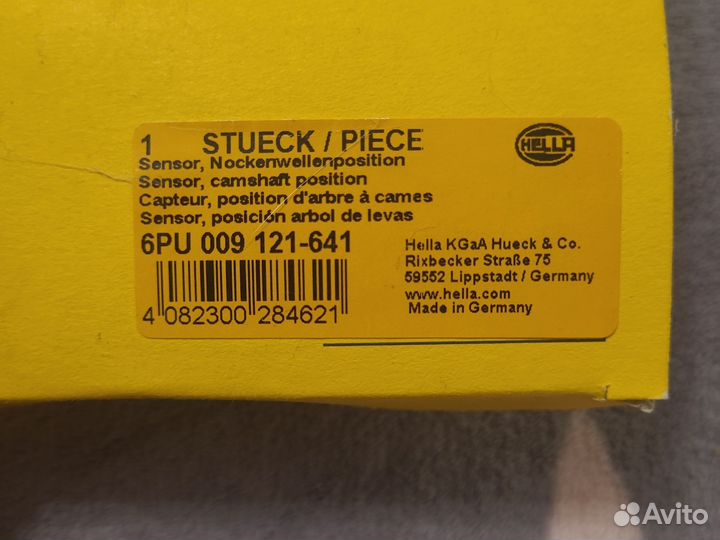 1 STUECK / PIECE
Sensor, Nockenwellenposition
Sensor, camshaft position
Capteur, position d'arbre à cames
Sensor, posición arbol de levas
6PU 009 121-641
4 082300 284621
HELLA
Hella KGaA Hueck & Co.
Rixbecker Straße 75
59552 Lippstadt / Germany
www.hella.com
Made in Germany
Avito